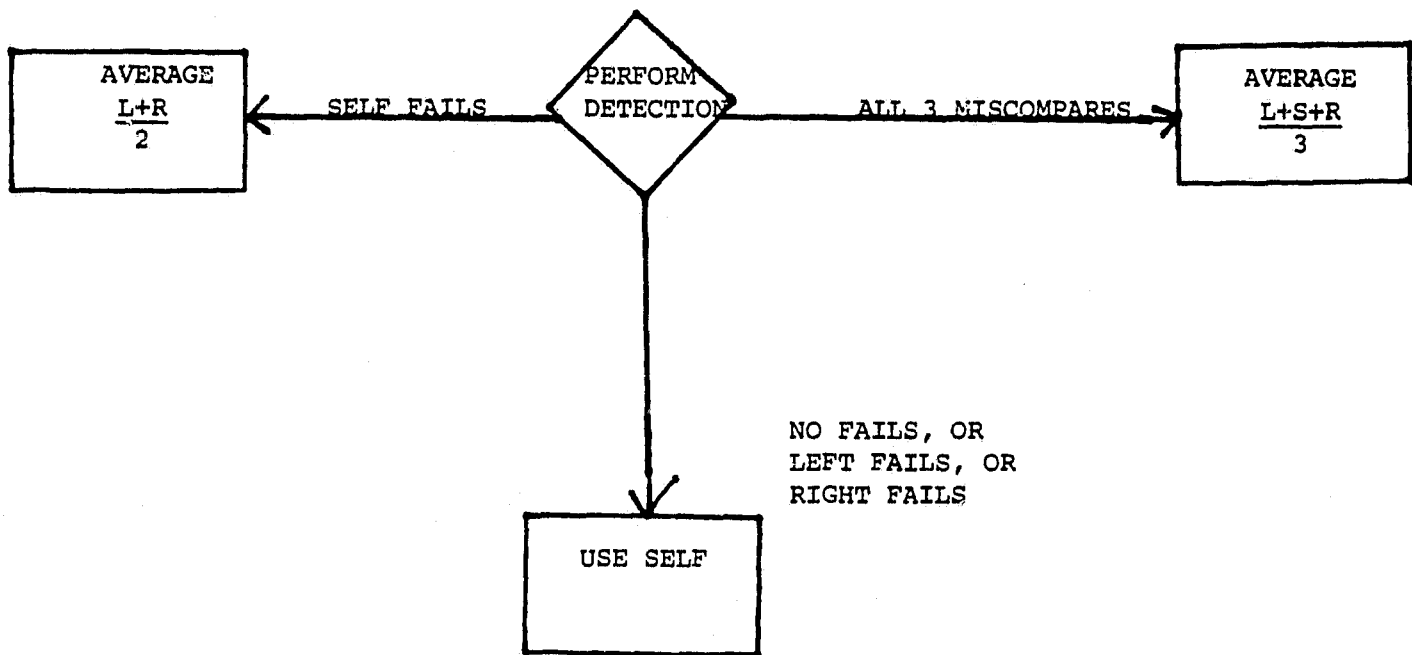 AVERAGE
L+R
2
SELF FAILS
PERFORM
DETECTION
ALL 3 MISCOMPARES
AVERAGE
L+S+R
3
NO FAILS, OR
LEFT FAILS, OR
RIGHT FAILS
USE SELF